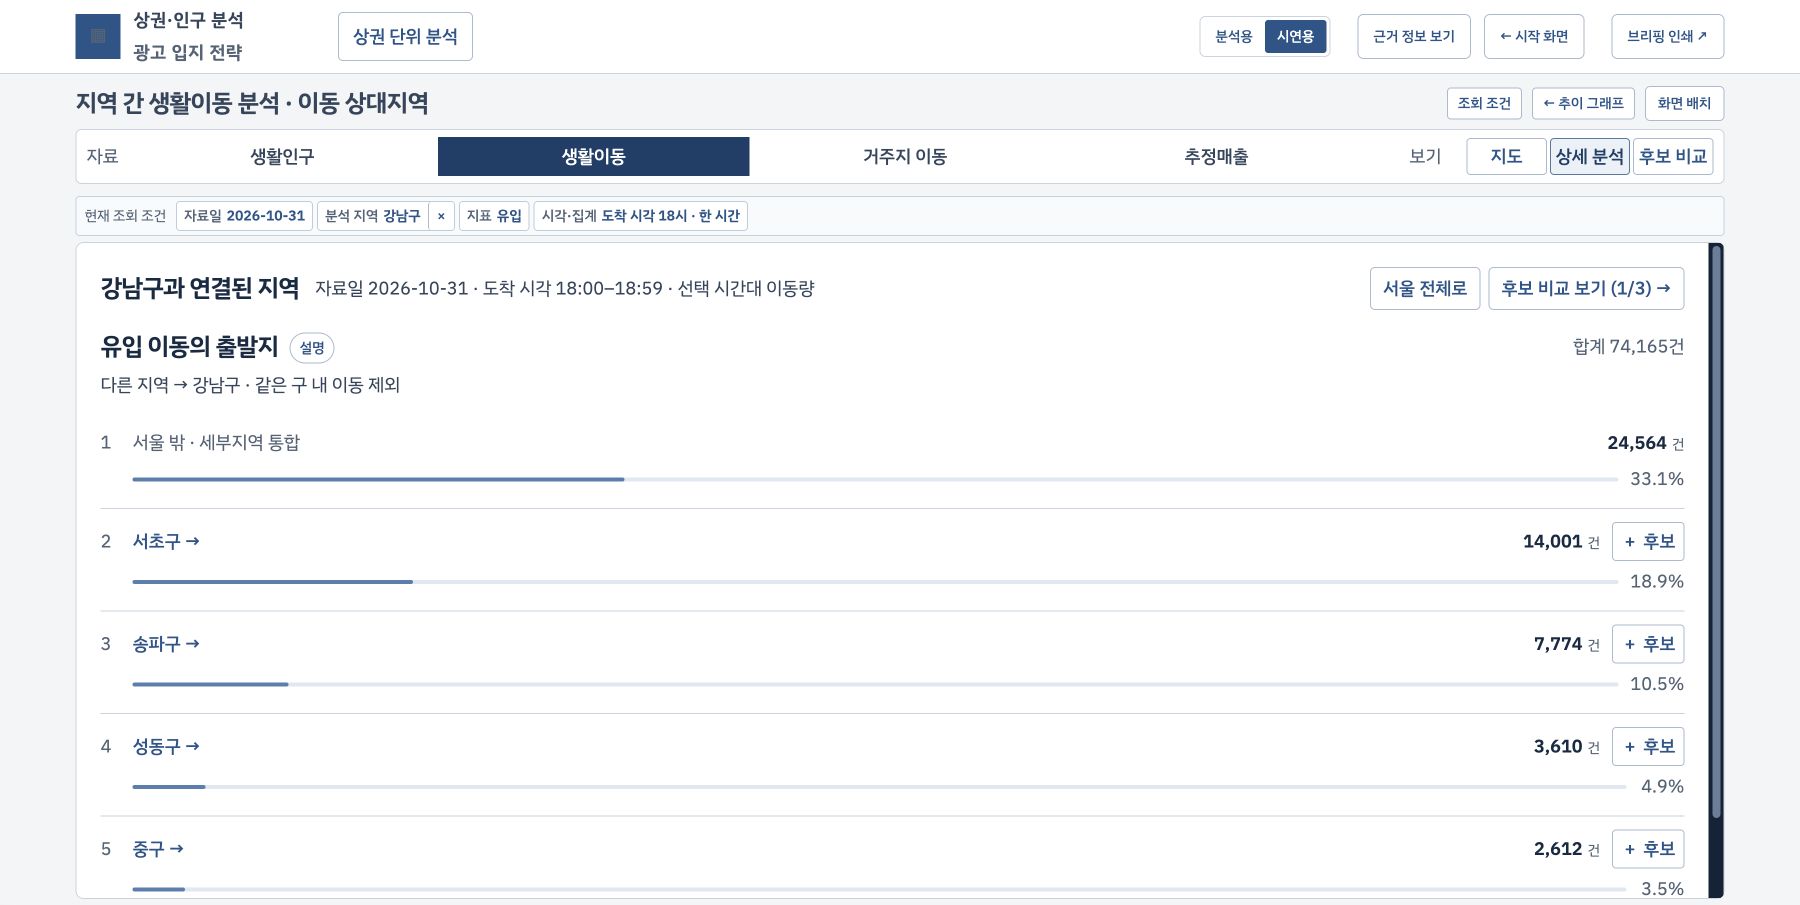 상권·인구 분석
광고 입지 전략
상권 단위 분석
분석용 시연용
근거 정보 보기
← 시작 화면
브리핑 인쇄 ↗
지역 간 생활이동 분석 · 이동 상대지역
조회 조건
← 추이 그래프
화면 배치
자료 생활인구 생활이동 거주지 이동 추정매출 보기 지도 상세 분석 후보 비교
현재 조회 조건 자료일 2026-10-31 분석 지역 강남구 × 지표 유입 시각·집계 도착 시각 18시 · 한 시간
강남구과 연결된 지역 자료일 2026-10-31 · 도착 시각 18:00–18:59 · 선택 시간대 이동량
서울 전체로
후보 비교 보기 (1/3) →
유입 이동의 출발지 설명 합계 74,165건
다른 지역 → 강남구 · 같은 구 내 이동 제외
1 서울 밖 · 세부지역 통합 24,564 건
33.1%
2 서초구 → 14,001 건 + 후보
18.9%
3 송파구 → 7,774 건 + 후보
10.5%
4 성동구 → 3,610 건 + 후보
4.9%
5 중구 → 2,612 건 + 후보
3.5%